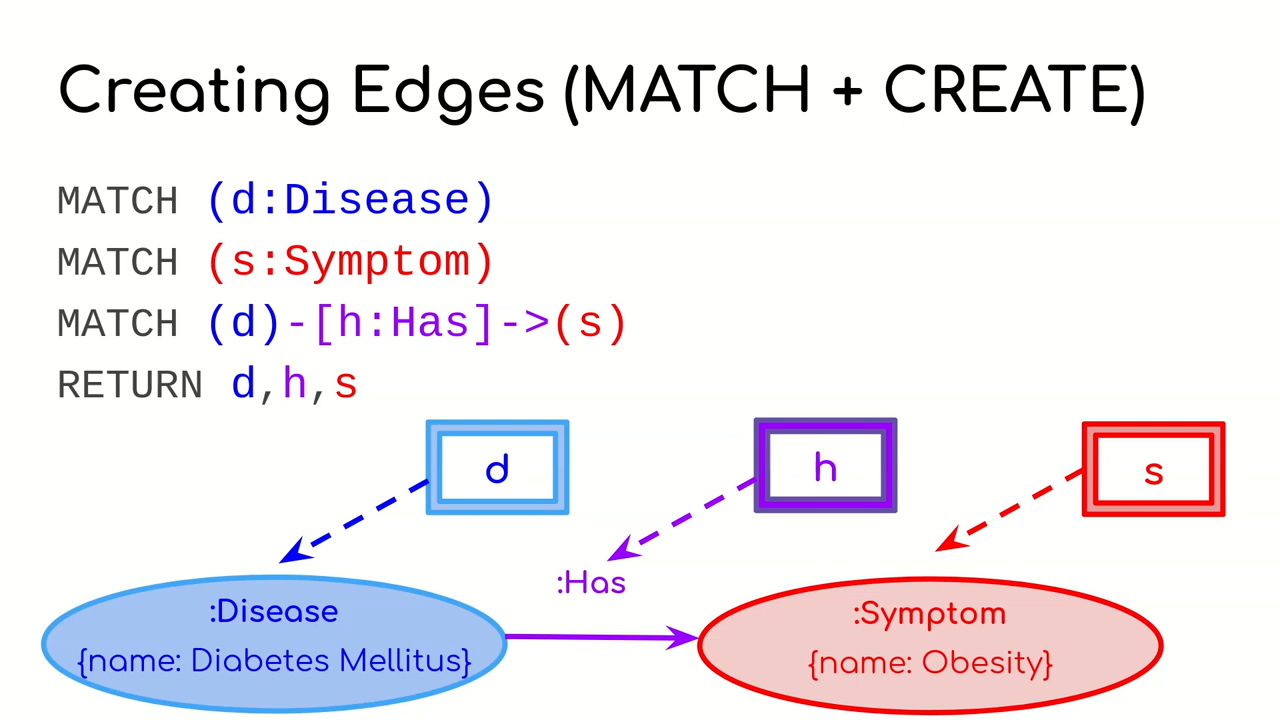 Creating Edges (MATCH + CREATE)
MATCH (d:Disease)
MATCH (s:Symptom)
MATCH (d)-[h:Has]->(s)
RETURN d,h,s
d
h
s
:Has
:Disease
{name: Diabetes Mellitus}
:Symptom
{name: Obesity}